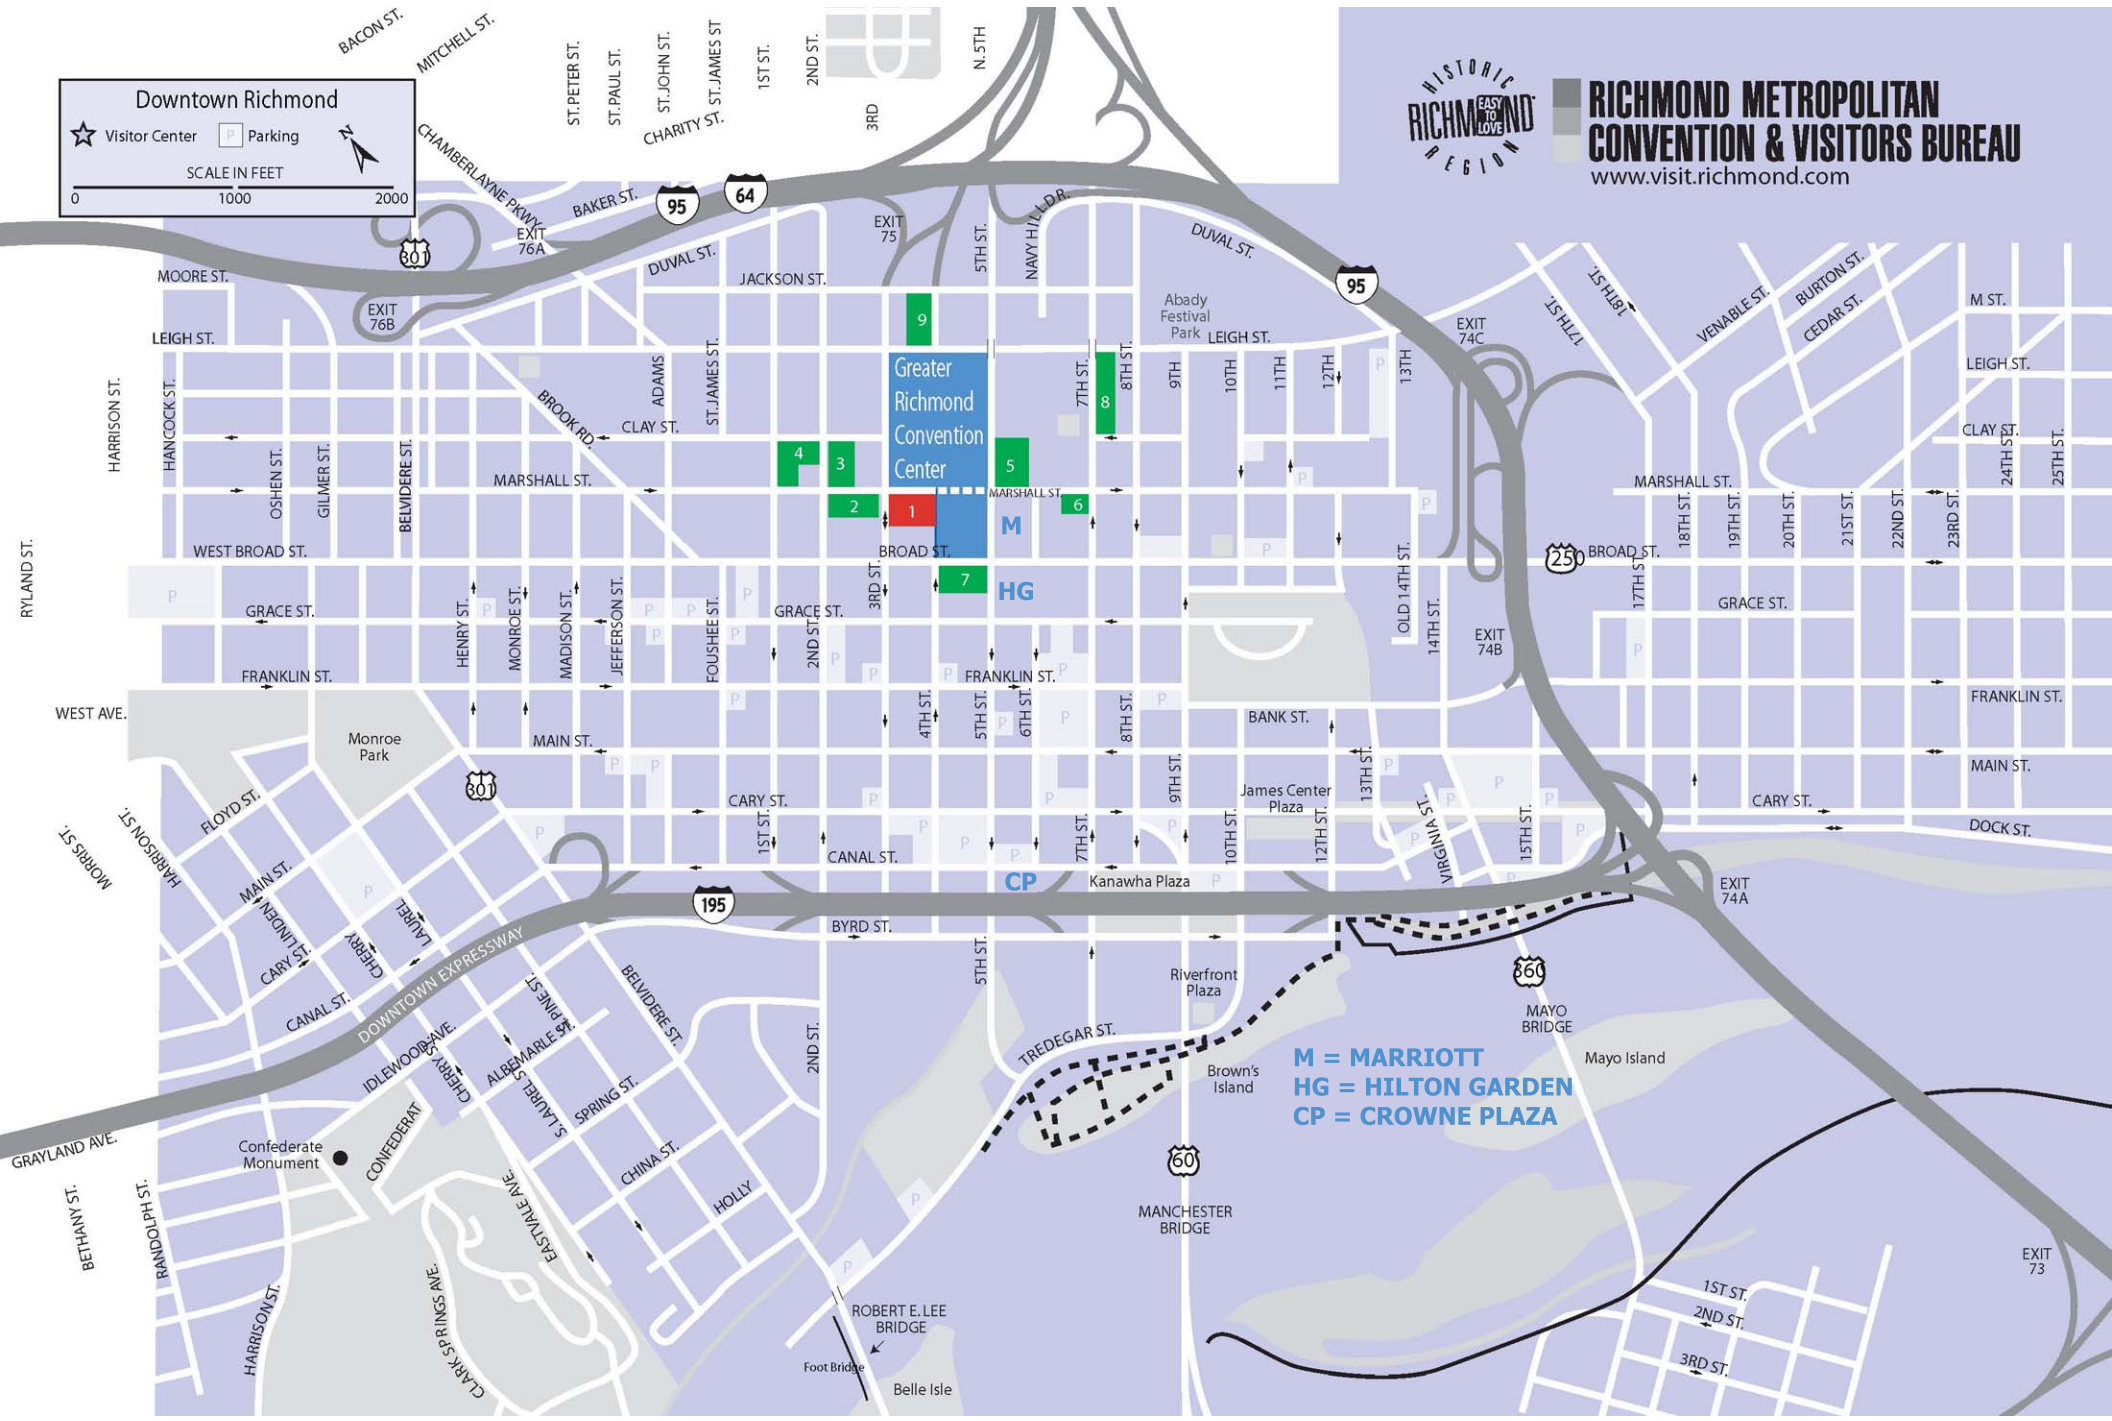 BACON ST.
MITCHELL ST.
ST. PETER ST.
ST. PAUL ST.
ST. JOHN ST.
ST. JAMES ST
1ST ST.
2ND ST.
3RD
N. 5TH
CHARITY ST.
Downtown Richmond
Visitor Center
P Parking
N
SCALE IN FEET
0 1000 2000
HISTORIC
RICHMOND
EASY TO LOVE
REGION
RICHMOND METROPOLITAN
CONVENTION & VISITORS BUREAU
www.visit.richmond.com
CHAMBERLAYNE PKWY.
BAKER ST.
95
64
EXIT
76A
301
EXIT
75
5TH ST.
NAVY HILL DR.
DUVAL ST.
DUVAL ST.
MOORE ST.
JACKSON ST.
95
EXIT
76B
9
Abady
Festival
Park
LEIGH ST.
LEIGH ST.
EXIT
74C
17TH ST.
18TH ST.
VENABLE ST.
BURTON ST.
CEDAR ST.
M ST.
LEIGH ST.
HARRISON ST.
HANCOCK ST.
OSHEN ST.
GILMER ST.
BELVIDERE ST.
BROOK RD.
ADAMS
ST. JAMES ST.
Greater
Richmond
Convention
Center
7TH ST.
8
8TH ST.
9TH
10TH
11TH
12TH
13TH
P
CLAY ST.
CLAY ST.
24TH ST.
25TH ST.
4
3
5
MARSHALL ST.
MARSHALL ST.
MARSHALL ST.
P
P
2
1
6
M
18TH ST.
19TH ST.
20TH ST.
21ST ST.
22ND ST.
23RD ST.
RYLAND ST.
WEST BROAD ST.
BROAD ST.
P
250
BROAD ST.
7
HG
P
GRACE ST.
HENRY ST.
P
MONROE ST.
MADISON ST.
JEFFERSON ST.
P
P
P
FOUSHEE ST.
P
P
GRACE ST.
2ND ST.
3RD ST.
P
P
P
P
OLD 14TH ST.
14TH ST.
EXIT
74B
17TH ST.
P
GRACE ST.
FRANKLIN ST.
FRANKLIN ST.
FRANKLIN ST.
WEST AVE.
P
4TH ST.
5TH ST.
6TH ST.
P
P
8TH ST.
P
BANK ST.
Monroe
Park
MAIN ST.
MAIN ST.
301
P
P
13TH ST.
P
P
9TH ST.
James Center
Plaza
CARY ST.
CARY ST.
P
P
P
P
P
DOCK ST.
MORRIS ST.
HARRISON ST.
HARRISON ST.
FLOYD ST.
P
1ST ST.
P
P
P
7TH ST.
P
10TH ST.
12TH ST.
P
VIRGINIA ST.
15TH ST.
P
CANAL ST.
MAIN ST.
P
CP
Kanawha Plaza
P
P
EXIT
74A
195
LINDEN ST.
CHERRY
LAUREL
BYRD ST.
CARY ST.
CANAL ST.
DOWNTOWN EXPRESSWAY
PINE ST.
BELVIDERE ST.
5TH ST.
Riverfront
Plaza
360
MAYO
BRIDGE
2ND ST.
TREDEGAR ST.
IDLEWOOD AVE.
CHERRY S
ALBEMARLE ST.
CHERRY ST.
S. LAUREL S
SPRING ST.
Brown's
Island
M = MARRIOTT
HG = HILTON GARDEN
CP = CROWNE PLAZA
Mayo Island
GRAYLAND AVE.
Confederate
Monument
CONFEDERAT
CHINA ST.
HOLLY
60
MANCHESTER
BRIDGE
BETHANY ST.
RANDOLPH ST.
EASTVALE AVE.
P
P
EXIT
73
HARRISON ST.
CLARK SPRINGS AVE.
ROBERT E. LEE
BRIDGE
Foot Bridge
Belle Isle
1ST ST.
2ND ST.
3RD ST.